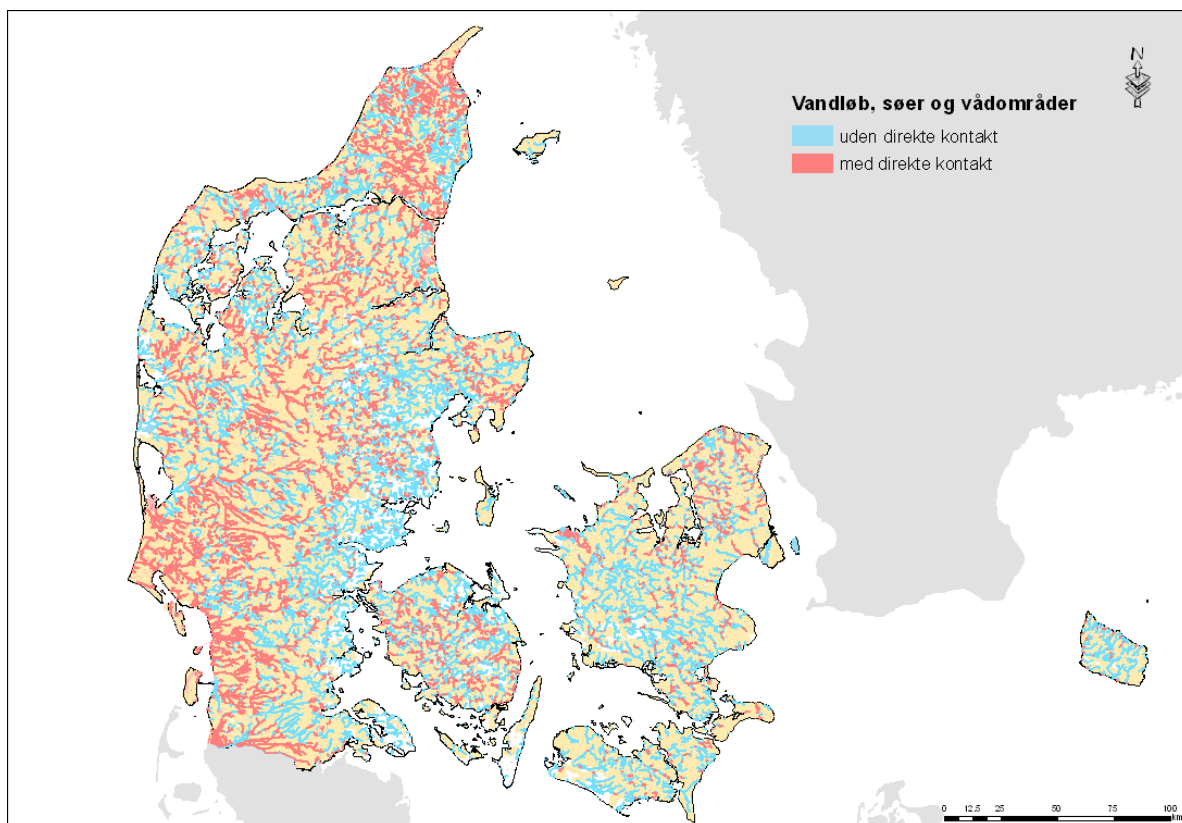 N
Vandløb, søer og vådområder
uden direkte kontakt
med direkte kontakt
0 12.5 25 50 75 100
km